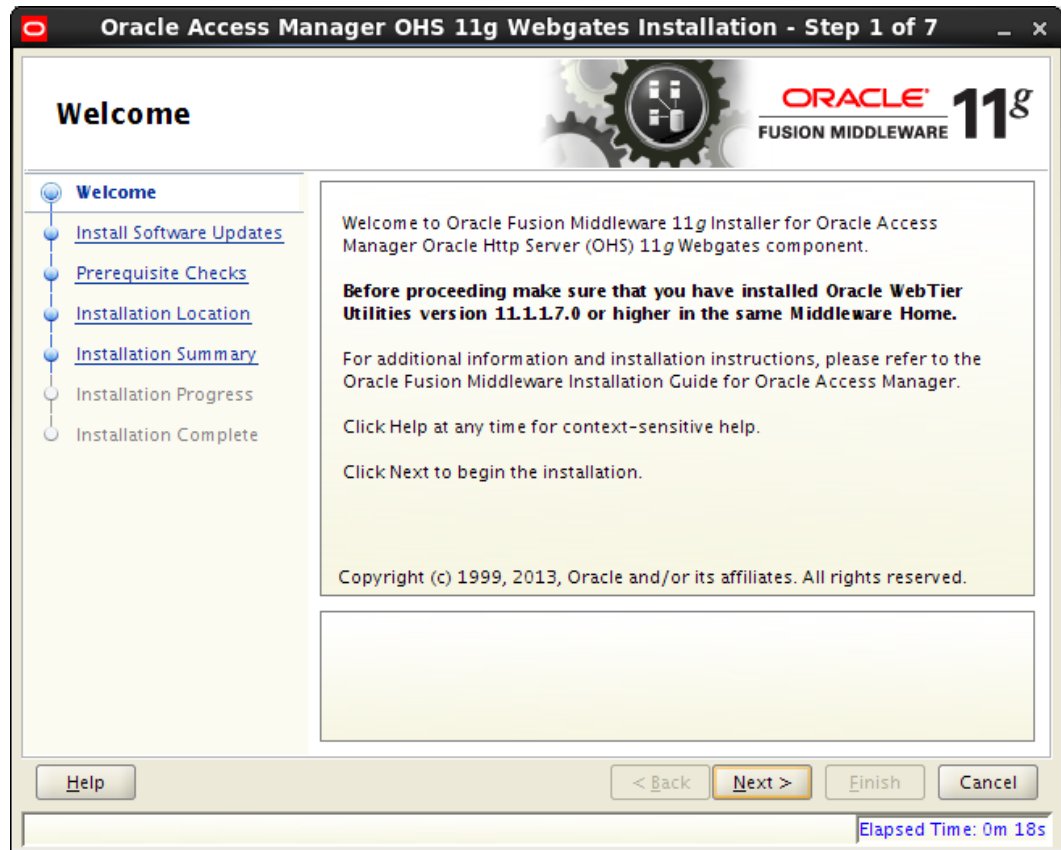 Oracle Access Manager OHS 11g Webgates Installation - Step 1 of 7
Welcome
ORACLE 11g
FUSION MIDDLEWARE
Welcome
Install Software Updates
Prerequisite Checks
Installation Location
Installation Summary
Installation Progress
Installation Complete
Welcome to Oracle Fusion Middleware 11g Installer for Oracle Access
Manager Oracle Http Server (OHS) 11g Webgates component.
Before proceeding make sure that you have installed Oracle WebTier
Utilities version 11.1.1.7.0 or higher in the same Middleware Home.
For additional information and installation instructions, please refer to the
Oracle Fusion Middleware Installation Guide for Oracle Access Manager.
Click Help at any time for context-sensitive help.
Click Next to begin the installation.
Copyright (c) 1999, 2013, Oracle and/or its affiliates. All rights reserved.
Help
< Back
Next >
Finish
Cancel
Elapsed Time: 0m 18s